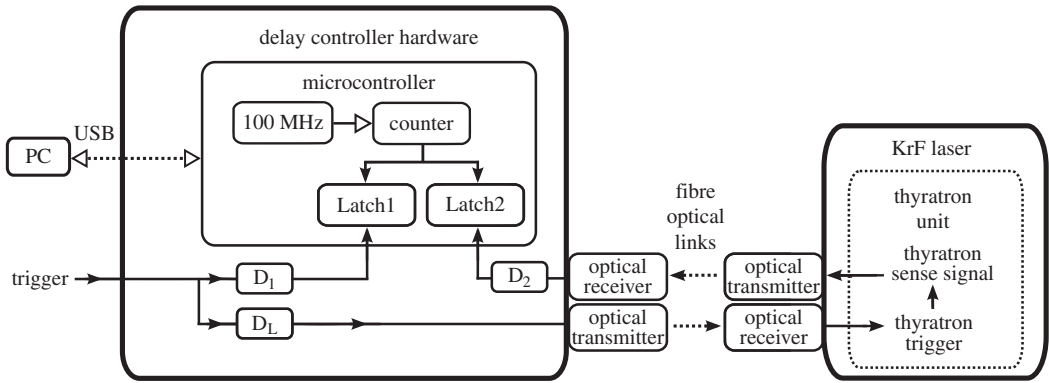 delay controller hardware
microcontroller
100 MHz
counter
USB
PC
Latch1
Latch2
trigger
D1
D2
DL
fibre
optical
links
optical
receiver
optical
transmitter
optical
transmitter
optical
receiver
KrF laser
thyratron
unit
thyratron
sense signal
thyratron
trigger